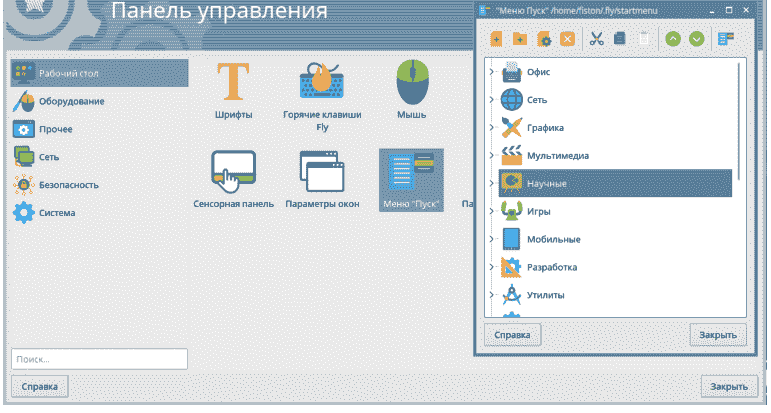 Панель управления
Рабочий стол
Оборудование
Прочее
Сеть
Безопасность
Система
Шрифты
Горячие клавиши
Fly
Мышь
Сенсорная панель
Параметры окон
Меню "Пуск"
Па
Поиск...
Справка
Закрыть
"Меню Пуск" /home/fiston/.fly/startmenu
Офис
Сеть
Графика
Мультимедиа
Научные
Игры
Мобильные
Разработка
Утилиты
Справка
Закрыть